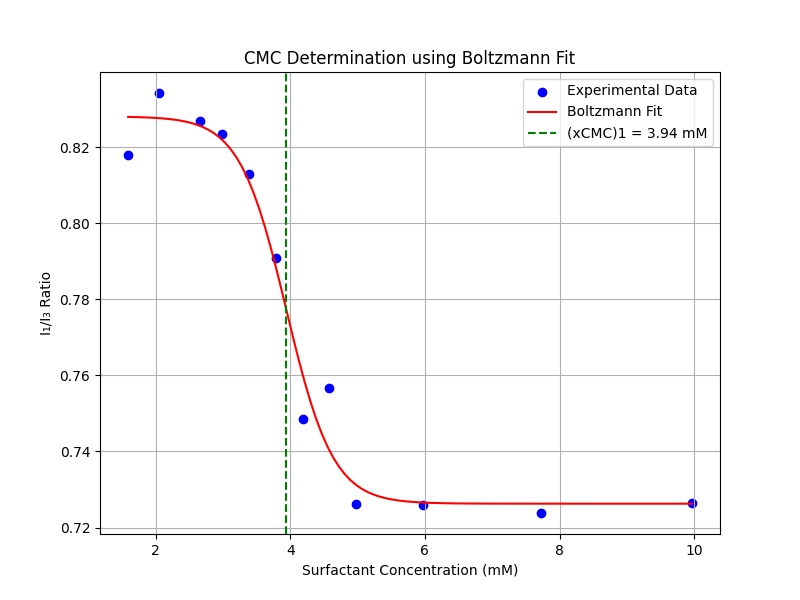 CMC Determination using Boltzmann Fit
Experimental Data
Boltzmann Fit
(xCMC)1 = 3.94 mM
I₁/I₃ Ratio
0.82
0.80
0.78
0.76
0.74
0.72
2 4 6 8 10
Surfactant Concentration (mM)